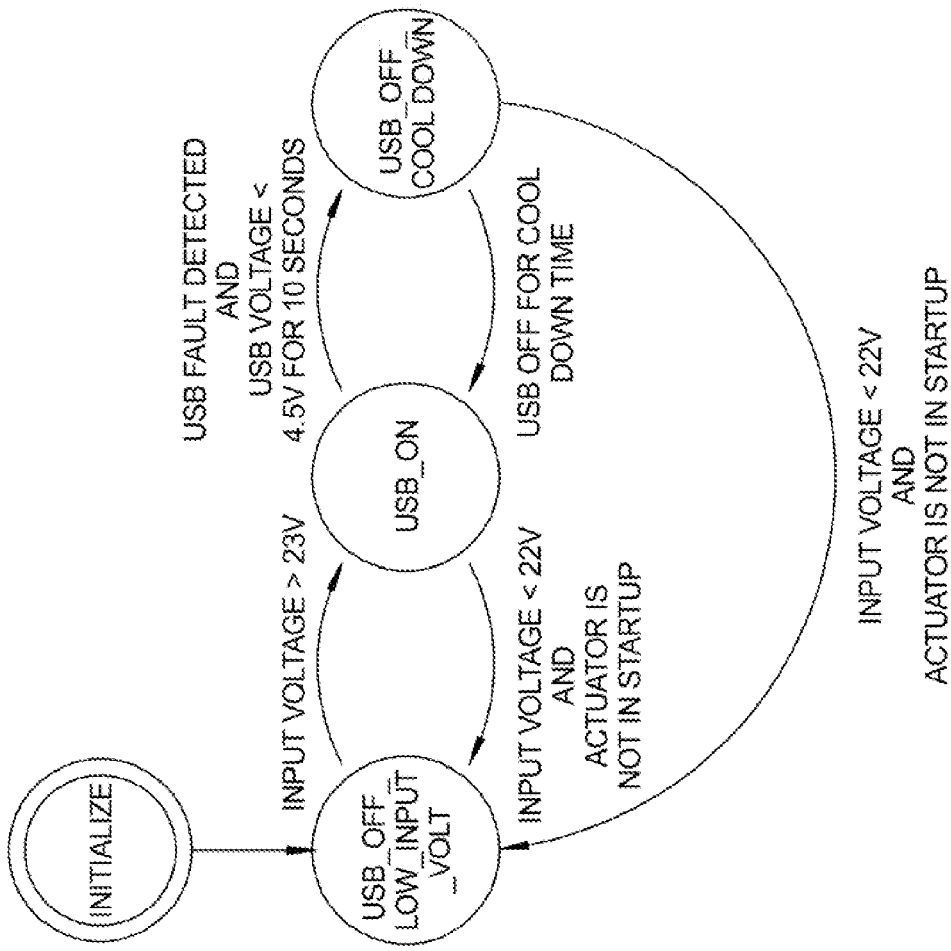 INITIALIZE
USB_OFF_
LOW_INPUT
_VOLT
INPUT VOLTAGE > 23V
INPUT VOLTAGE < 22V
AND
ACTUATOR IS
NOT IN STARTUP
USB_ON
USB FAULT DETECTED
AND
USB VOLTAGE <
4.5V FOR 10 SECONDS
USB OFF FOR COOL
DOWN TIME
USB_OFF_
COOL DOWN_
INPUT VOLTAGE < 22V
AND
ACTUATOR IS NOT IN STARTUP